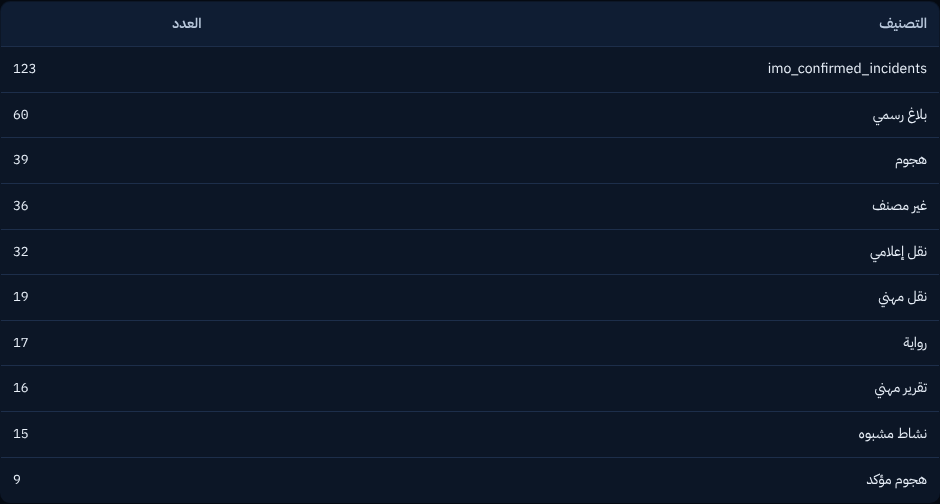 التصنيف العدد
imo_confirmed_incidents 123
بلاغ رسمي 60
هجوم 39
غير مصنف 36
نقل إعلامي 32
نقل مهني 19
رواية 17
تقرير مهني 16
نشاط مشبوه 15
هجوم مؤكد 9